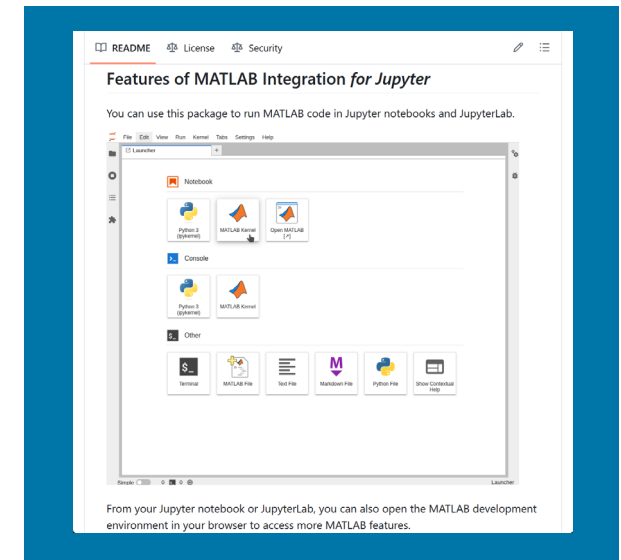 README License Security
Features of MATLAB Integration for Jupyter
You can use this package to run MATLAB code in Jupyter notebooks and JupyterLab.
File Edit View Run Kernel Tabs Settings Help
Launcher +
Notebook
Python 3 MATLAB Kernel Open MATLAB
(ipykernel) [↗]
>_ Console
Python 3 MATLAB Kernel
(ipykernel)
$_ Other
$_ M
Terminal MATLAB File Text File Markdown File Python File Show Contextual
Help
Simple 0 $_ 0 Launcher
From your Jupyter notebook or JupyterLab, you can also open the MATLAB development
environment in your browser to access more MATLAB features.